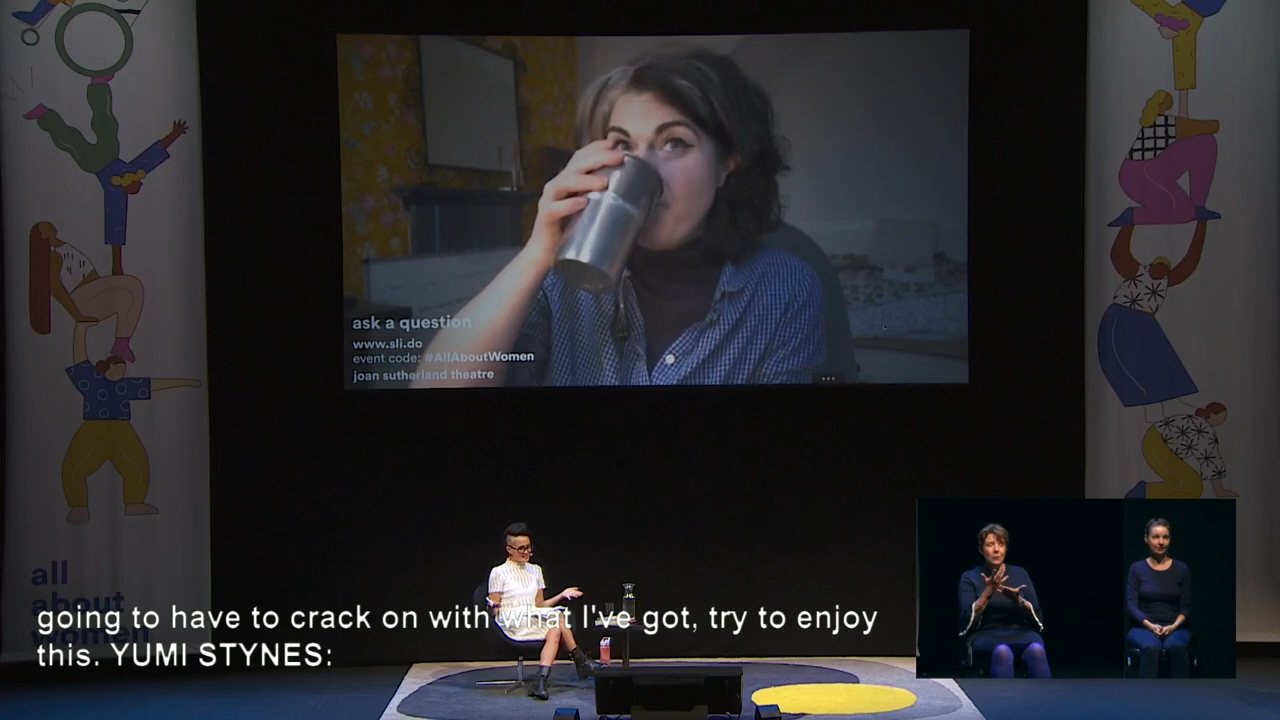 ask a question
www.sli.do
event code: #AllAboutWomen
joan sutherland theatre
all
about
women
going to have to crack on with what I've got, try to enjoy
this. YUMI STYNES: